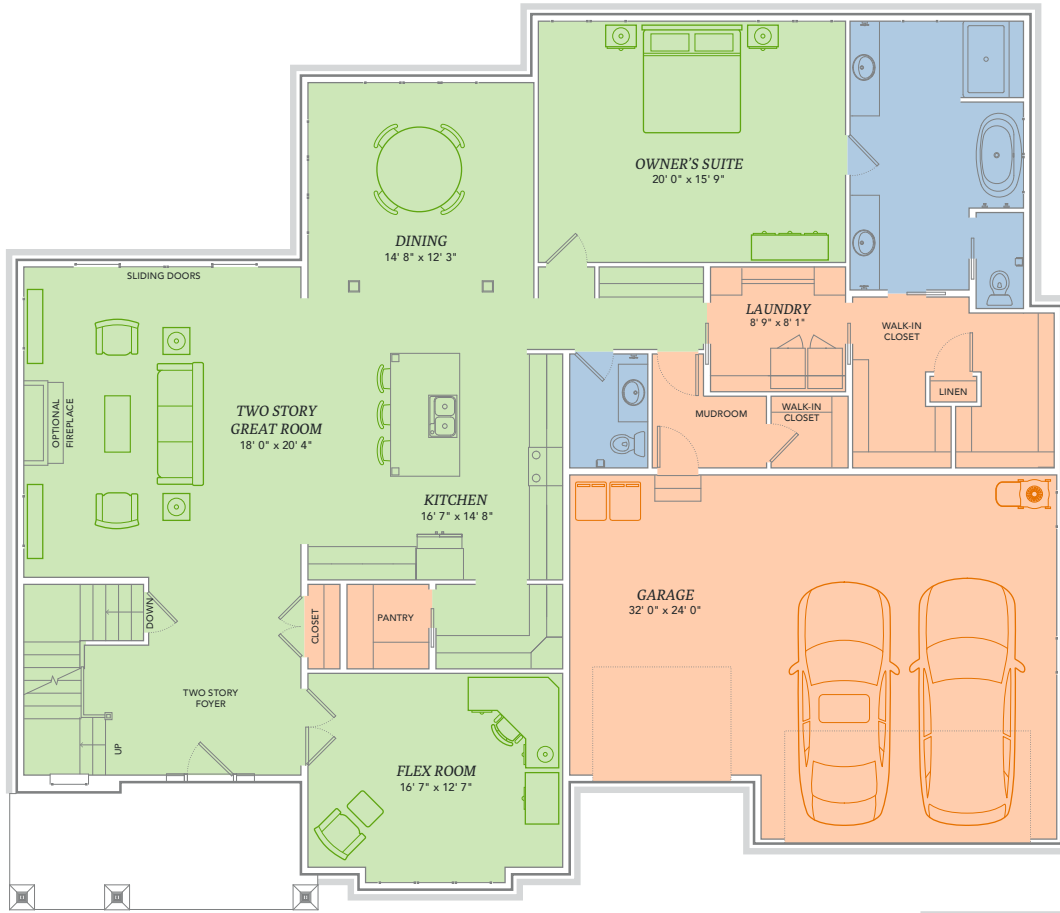 OWNER'S SUITE
20' 0" x 15' 9"
DINING
14' 8" x 12' 3"
SLIDING DOORS
LAUNDRY
8' 9" x 8' 1"
WALK-IN
CLOSET
LINEN
OPTIONAL
FIREPLACE
TWO STORY
GREAT ROOM
18' 0" x 20' 4"
MUDROOM
WALK-IN
CLOSET
KITCHEN
16' 7" x 14' 8"
GARAGE
32' 0" x 24' 0"
DOWN
CLOSET
PANTRY
TWO STORY
FOYER
UP
FLEX ROOM
16' 7" x 12' 7"